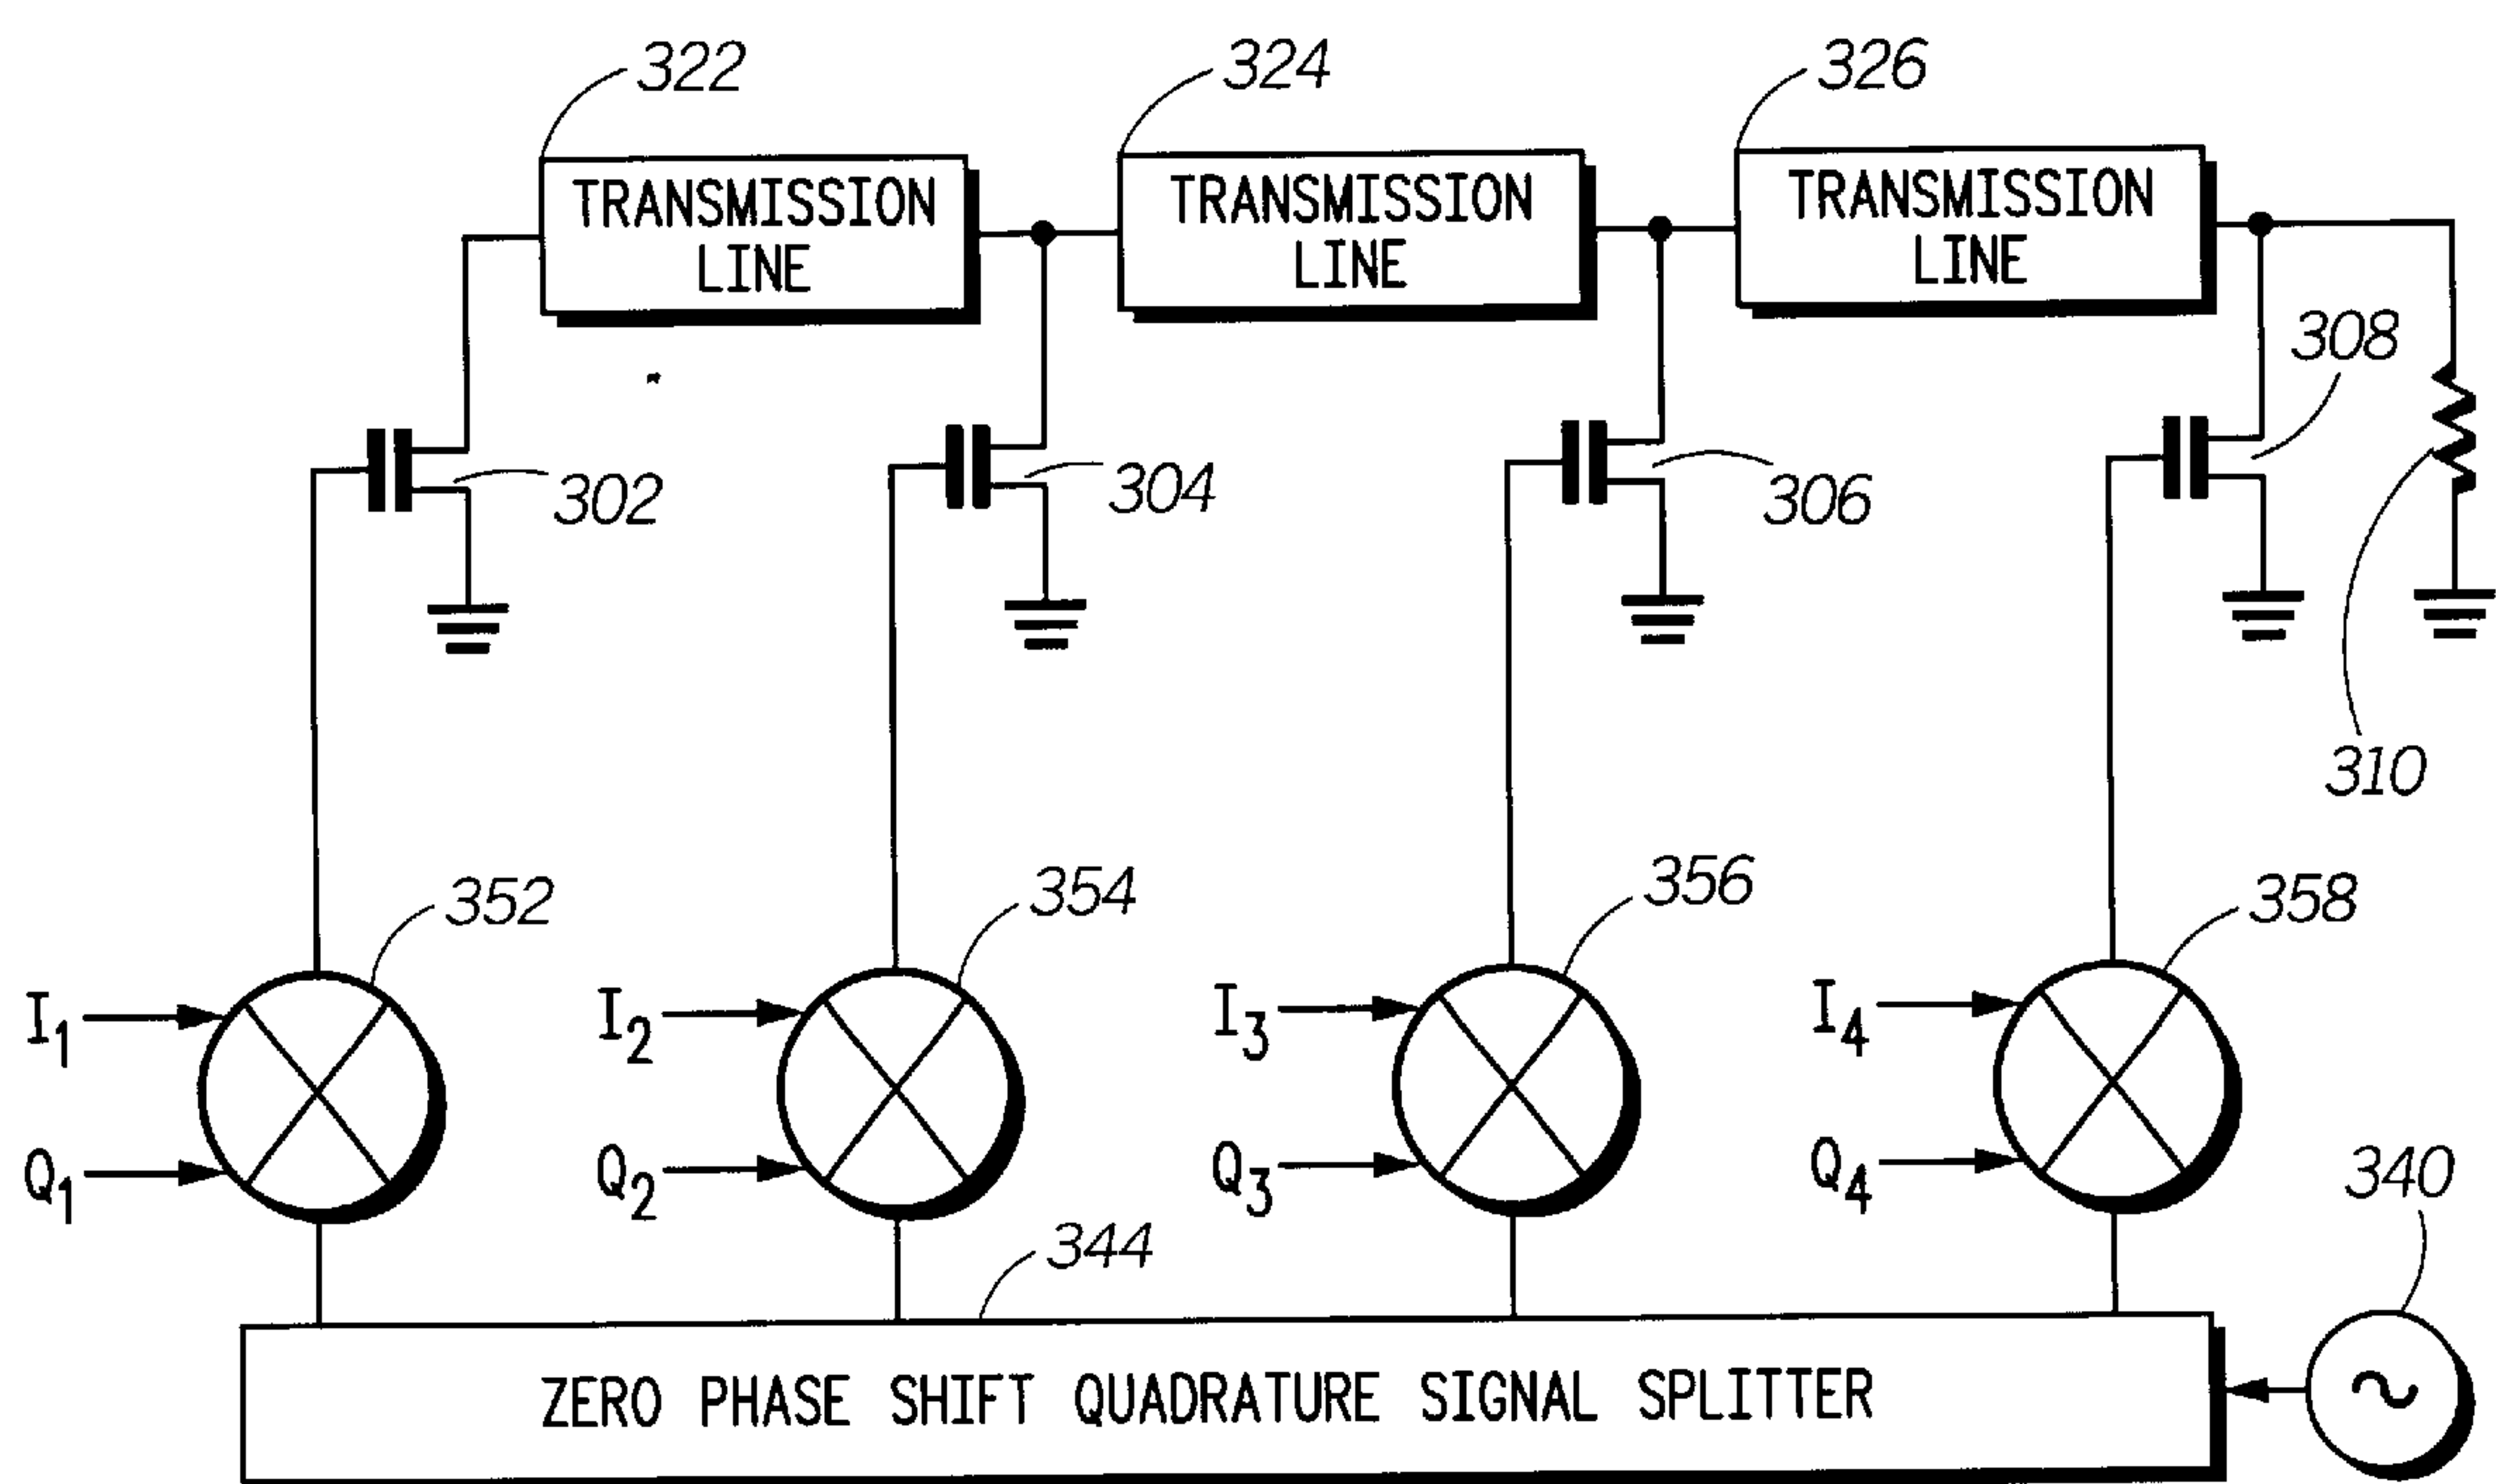 322
324
326
TRANSMISSION
LINE
TRANSMISSION
LINE
TRANSMISSION
LINE
302
304
306
308
310
352
354
356
358
I1
Q1
I2
Q2
I3
Q3
I4
Q4
344
340
ZERO PHASE SHIFT QUADRATURE SIGNAL SPLITTER